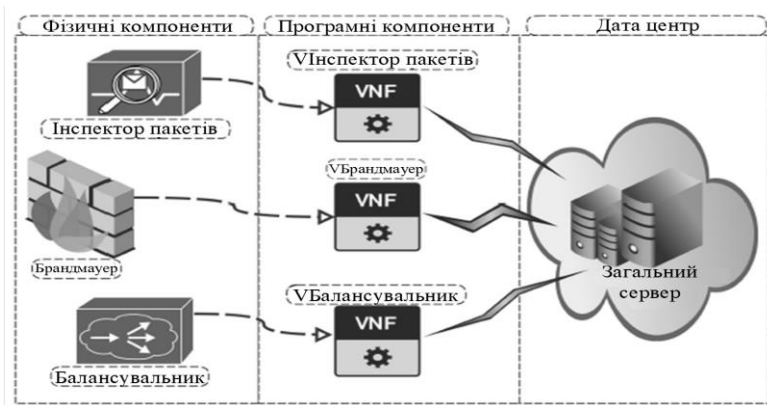 Фізичні компоненти
Програмні компоненти
Дата центр
VІнспектор пакетів
VNF
Інспектор пакетів
VБрандмауер
VNF
Брандмауер
Загальний
сервер
VБалансувальник
VNF
Балансувальник